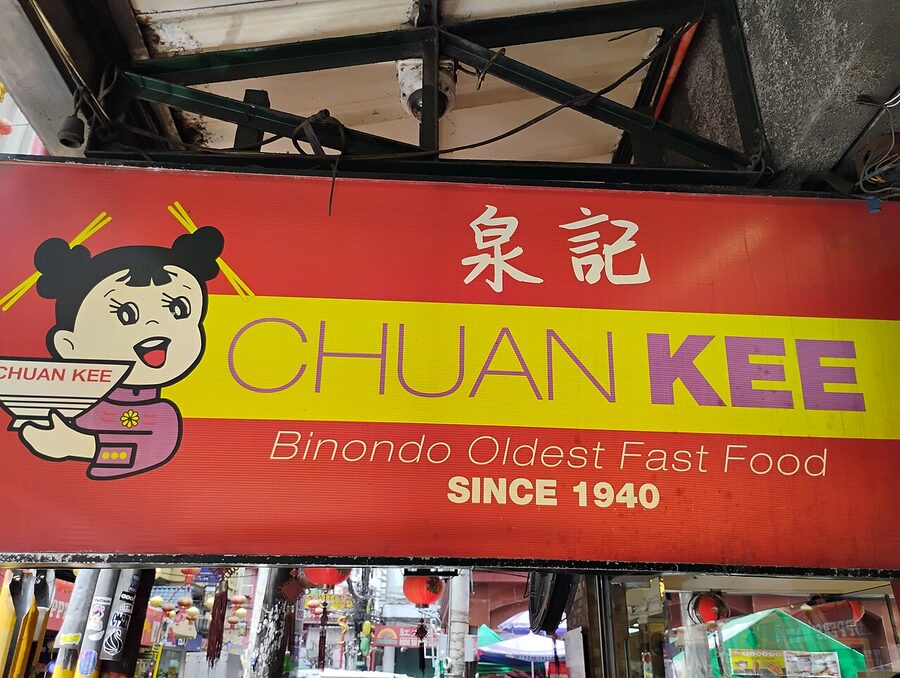 泉記
CHUAN KEE
CHUAN KEE
Binondo Oldest Fast Food
SINCE 1940